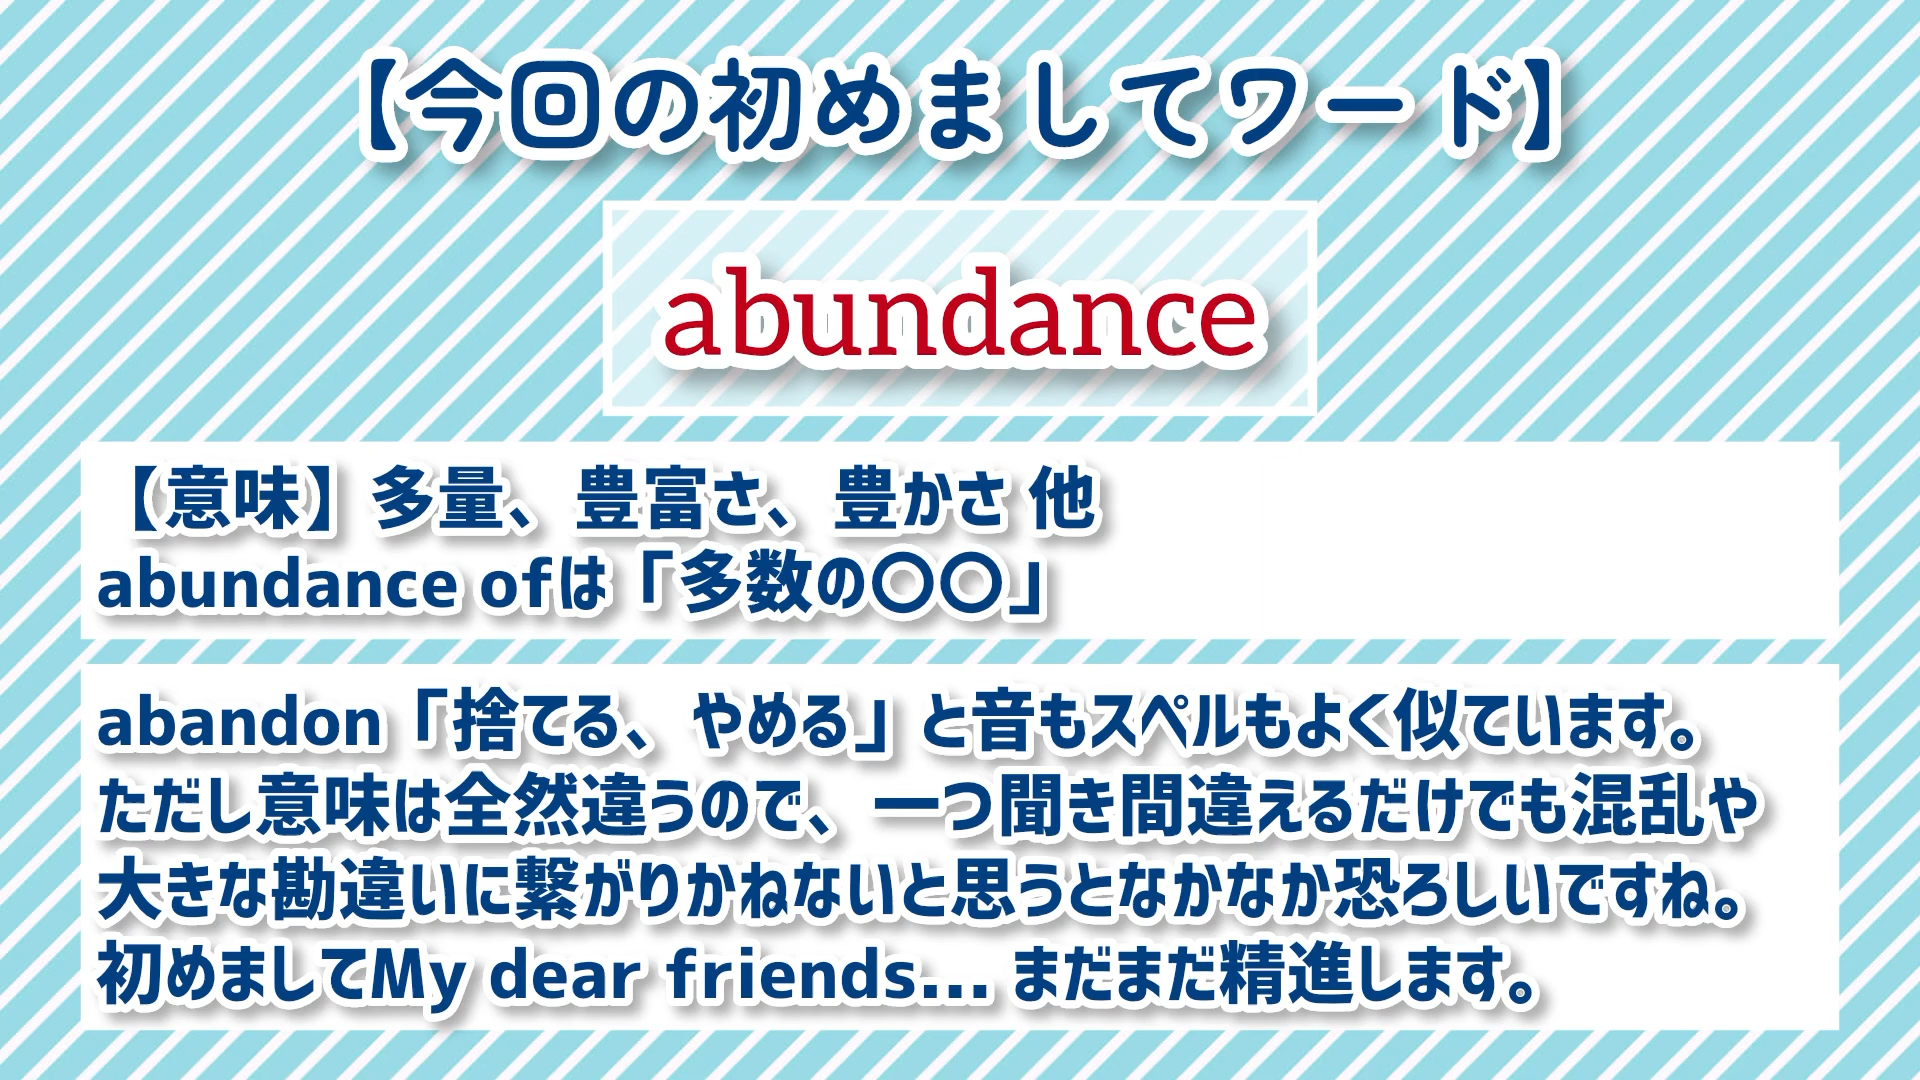 【今回の初めましてワード】
abundance
【意味】多量、豊富さ、豊かさ 他
abundance ofは「多数の〇〇」
abandon「捨てる、やめる」と音もスペルもよく似ています。
ただし意味は全然違うので、一つ聞き間違えるだけでも混乱や
大きな勘違いに繋がりかねないと思うとなかなか恐ろしいですね。
初めましてMy dear friends... まだまだ精進します。